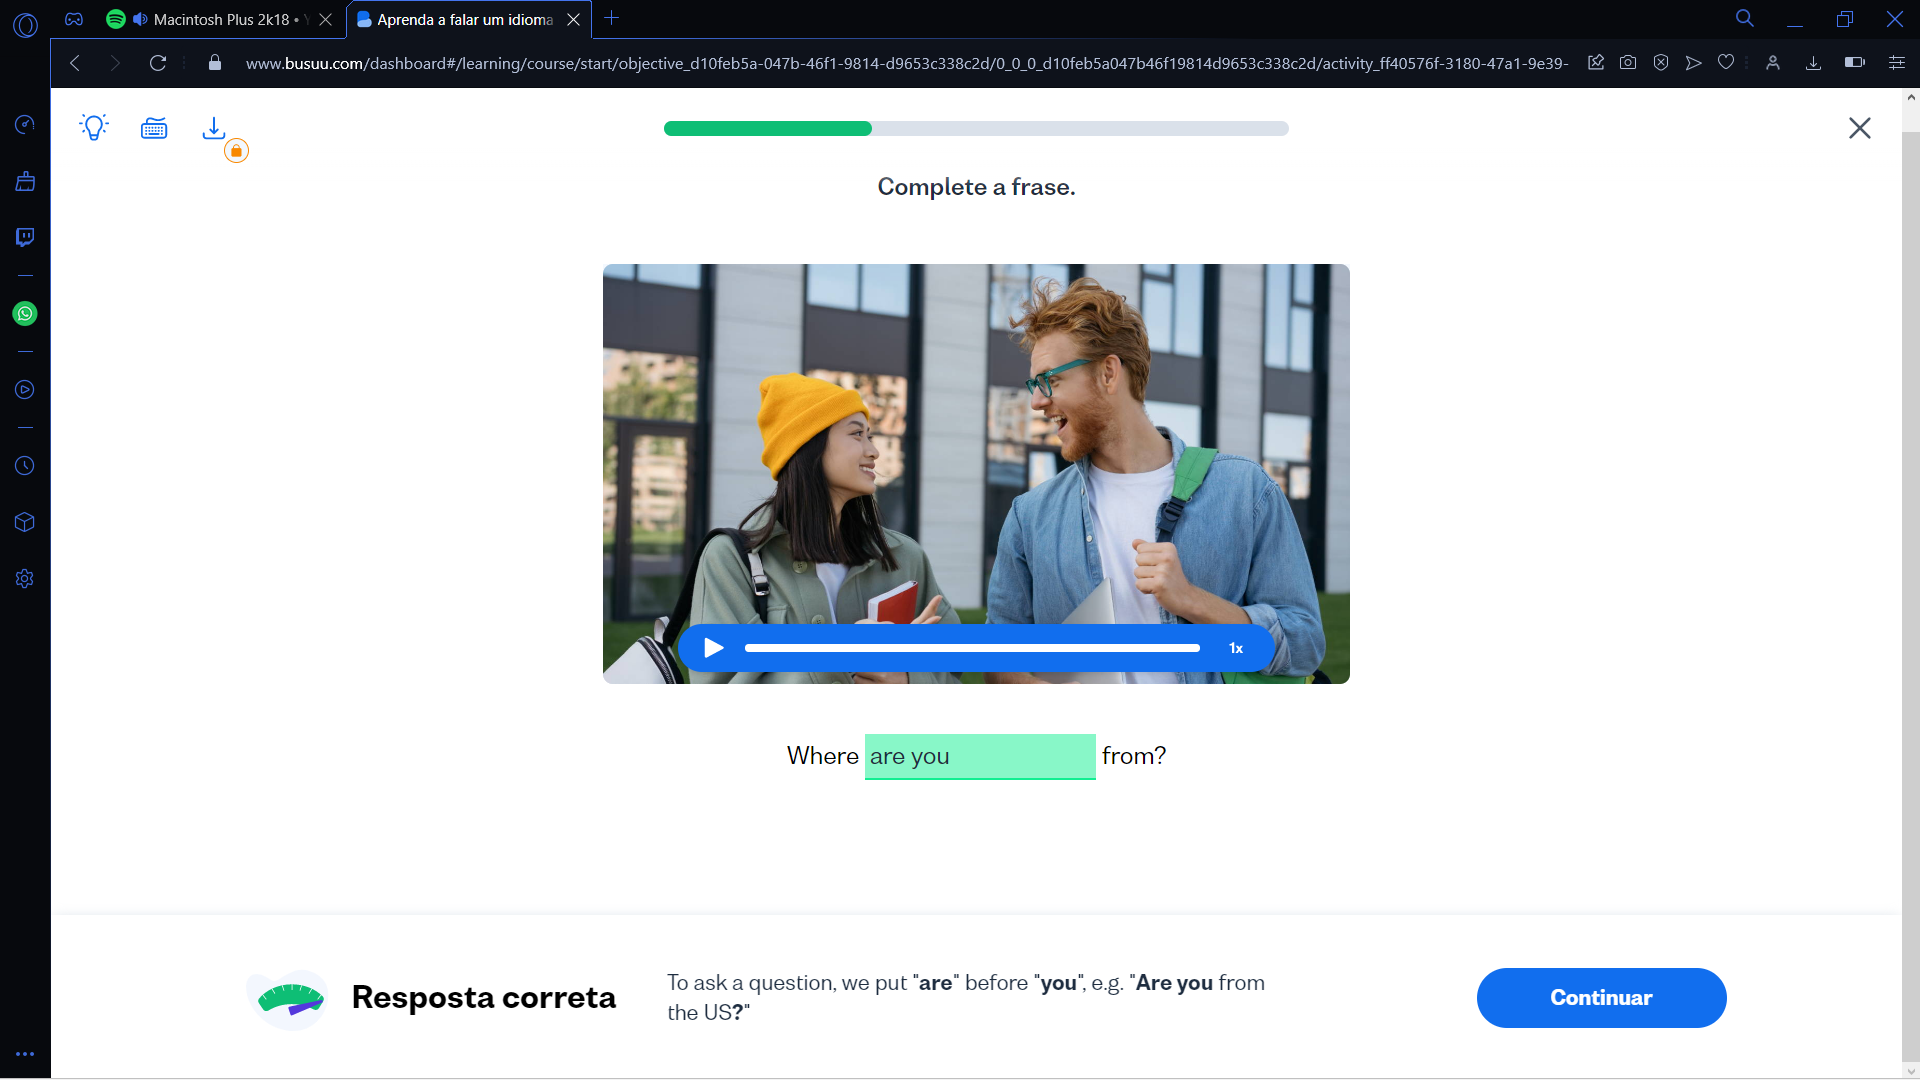 Macintosh Plus 2k18 •
Aprenda a falar um idioma
www.busuu.com/dashboard#/learning/course/start/objective_d10feb5a-047b-46f1-9814-d9653c338c2d/0_0_0_d10feb5a047b46f19814d9653c338c2d/activity_ff40576f-3180-47a1-9e39-
Complete a frase.
1x
Where are you from?
Resposta correta
To ask a question, we put "are" before "you", e.g. "Are you from
the US?"
Continuar